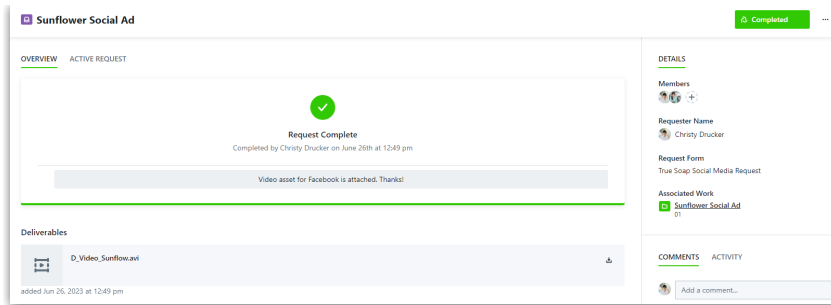 Sunflower Social Ad
Completed
OVERVIEW ACTIVE REQUEST
Request Complete
Completed by Christy Drucker on June 26th at 12:49 pm
Video asset for Facebook is attached. Thanks!
Deliverables
D_Video_Sunflow.avi
added Jun 26, 2023 at 12:49 pm
DETAILS
Members
Requester Name
Christy Drucker
Request Form
True Soap Social Media Request
Associated Work
Sunflower Social Ad
01
COMMENTS ACTIVITY
Add a comment...